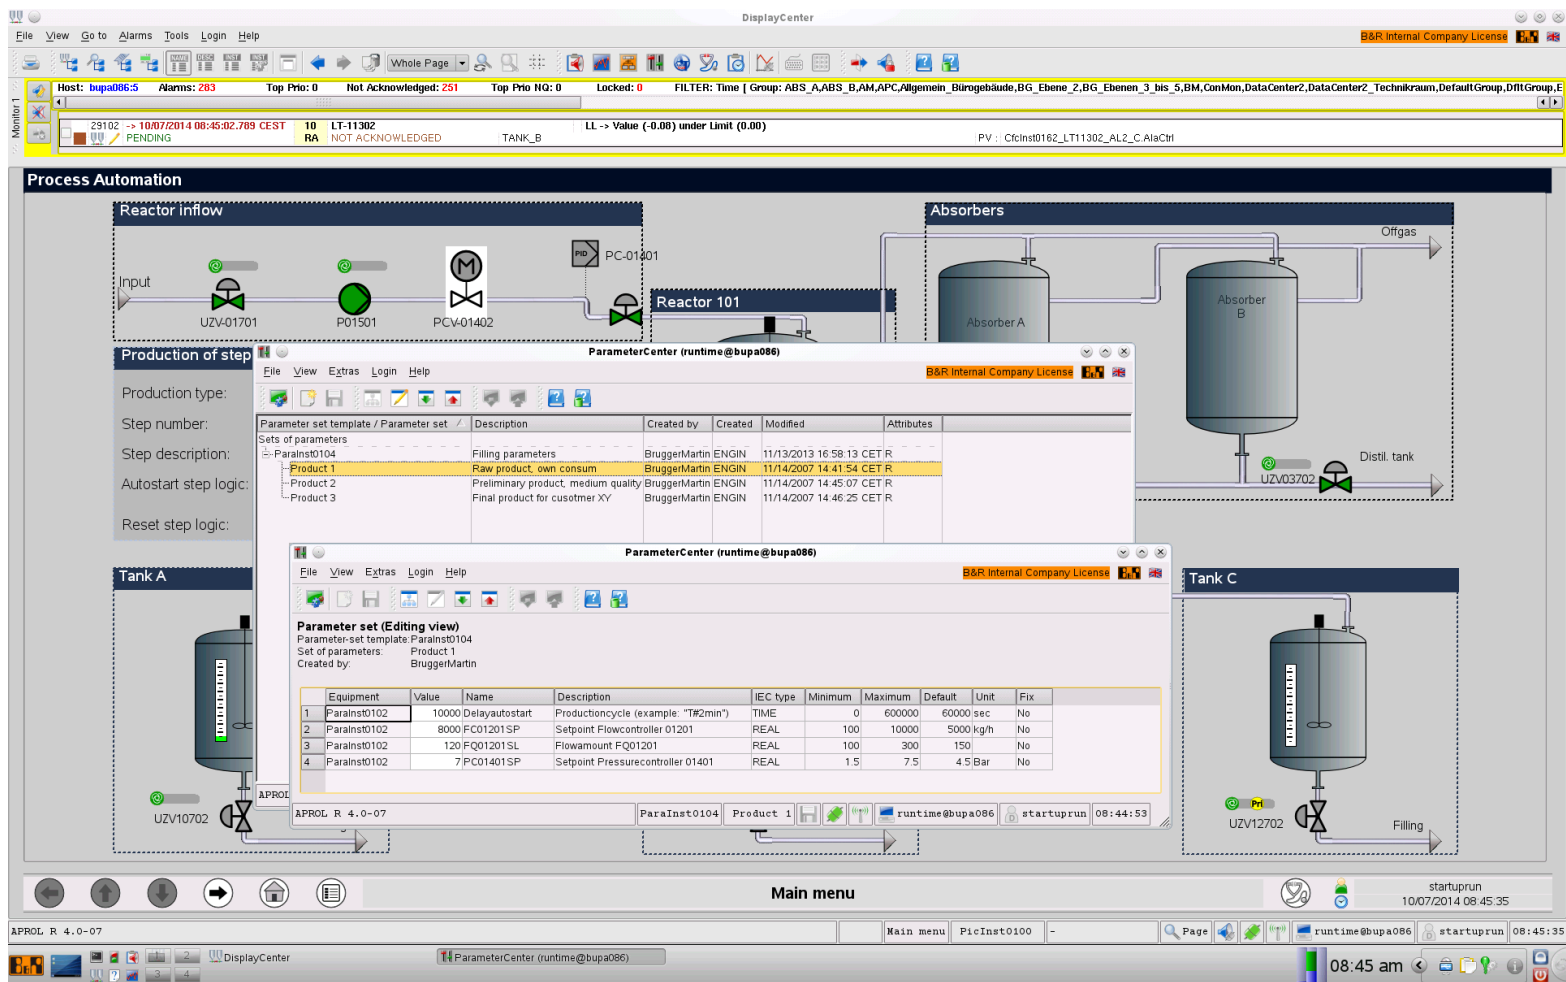 DisplayCenter
File View Go to Alarms Tools Login Help
B&R Internal Company License
Whole Page
Host: bupa086:5 Alarms: 283 Top Prio: 0 Not Acknowledged: 251 Top Prio NQ: 0 Locked: 0 FILTER: Time [ Group: ABS_A,ABS_B,AM,APC,Allgemein_Bürogebäude,BG_Ebene_2,BG_Ebenen_3_bis_5,BM,ConMon,DataCenter2,DataCenter2_Technikraum,DefaultGroup,DfltGroup,E
Monitor 1
29102 -> 10/07/2014 08:45:02.789 CEST 10 LT-11302 LL -> Value (-0.08) under Limit (0.00)
PENDING RA NOT ACKNOWLEDGED TANK_B PV : CfcInst0162_LT11302_AL2_C.AlaCtrl
Process Automation
Reactor inflow
Absorbers
Offgas
PID PC-01401
Input
M
UZV-01701 P01501 PCV-01402
Reactor 101
Absorber A
Absorber
B
Distil. tank
UZV03702
Production of step
Production type:
Step number:
Step description:
Autostart step logic:
Reset step logic:
ParameterCenter (runtime@bupa086)
File View Extras Login Help
B&R Internal Company License
Parameter set template / Parameter set Description Created by Created Modified Attributes
Sets of parameters
ParaInst0104 Filling parameters BruggerMartin ENGIN 11/13/2013 16:58:13 CET R
Product 1 Raw product, own consum BruggerMartin ENGIN 11/14/2007 14:41:54 CET R
Product 2 Preliminary product, medium quality BruggerMartin ENGIN 11/14/2007 14:45:07 CET R
Product 3 Final product for cusotmer XY BruggerMartin ENGIN 11/14/2007 14:46:25 CET R
APROL
ParameterCenter (runtime@bupa086)
File View Extras Login Help
B&R Internal Company License
Parameter set (Editing view)
Parameter-set template: ParaInst0104
Set of parameters: Product 1
Created by: BruggerMartin
Equipment Value Name Description IEC type Minimum Maximum Default Unit Fix
1 ParaInst0102 10000 Delayautostart Productioncycle (example: "T#2min") TIME 0 600000 60000 sec No
2 ParaInst0102 8000 FC01201SP Setpoint Flowcontroller 01201 REAL 100 10000 5000 kg/h No
3 ParaInst0102 120 FQ01201SL Flowamount FQ01201 REAL 100 300 150 No
4 ParaInst0102 7 PC01401SP Setpoint Pressurecontroller 01401 REAL 1.5 7.5 4.5 Bar No
APROL R 4.0-07 ParaInst0104 Product 1 runtime@bupa086 startuprun 08:44:53
Tank A
UZV10702
Tank C
Pri
UZV12702
Filling
Main menu
startuprun
10/07/2014 08:45:35
APROL R 4.0-07 Main menu PicInst0100 - Page runtime@bupa086 startuprun 08:45:35
B&R 1 2 3 4 DisplayCenter ParameterCenter (runtime@bupa086) 08:45 am